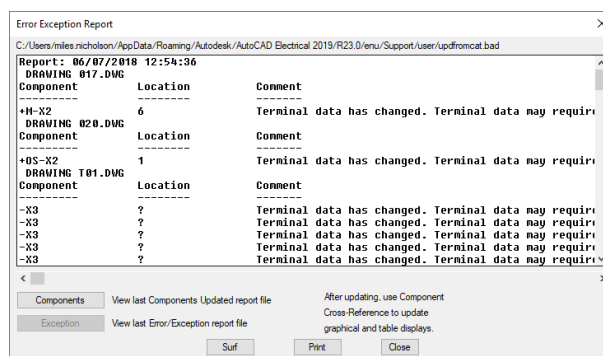 Error Exception Report
C:/Users/miles.nicholson/AppData/Roaming/Autodesk/AutoCAD Electrical 2019/R23.0/enu/Support/user/updfromcat.bad
Report: 06/07/2018 12:54:36
DRAWING 017.DWG
Component Location Comment
--------- -------- -------
+M-X2 6 Terminal data has changed. Terminal data may require
DRAWING 020.DWG
Component Location Comment
--------- -------- -------
+OS-X2 1 Terminal data has changed. Terminal data may require
DRAWING T01.DWG
Component Location Comment
--------- -------- -------
-X3 ? Terminal data has changed. Terminal data may require
-X3 ? Terminal data has changed. Terminal data may require
-X3 ? Terminal data has changed. Terminal data may require
-X3 ? Terminal data has changed. Terminal data may require
-X3 ? Terminal data has changed. Terminal data may require
Components View last Components Updated report file
Exception View last Error/Exception report file
After updating, use Component
Cross-Reference to update
graphical and table displays.
Surf Print Close